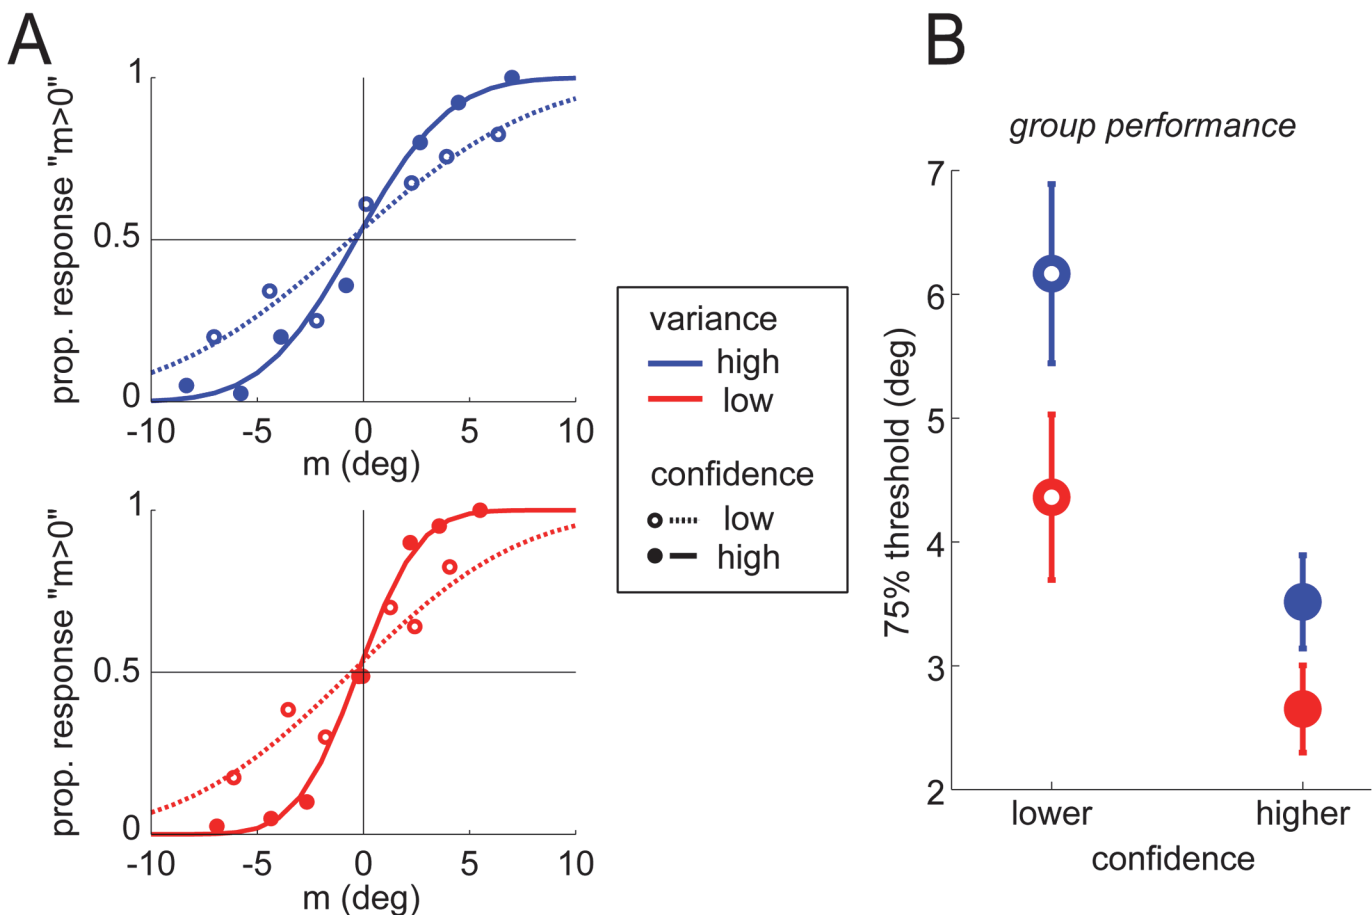 A
prop. response "m>0"
1
0.5
0
-10 -5 0 5 10
m (deg)
prop. response "m>0"
1
0.5
0
-10 -5 0 5 10
m (deg)
variance
high
low
confidence
low
high
B
group performance
75% threshold (deg)
7
6
5
4
3
2
lower higher
confidence